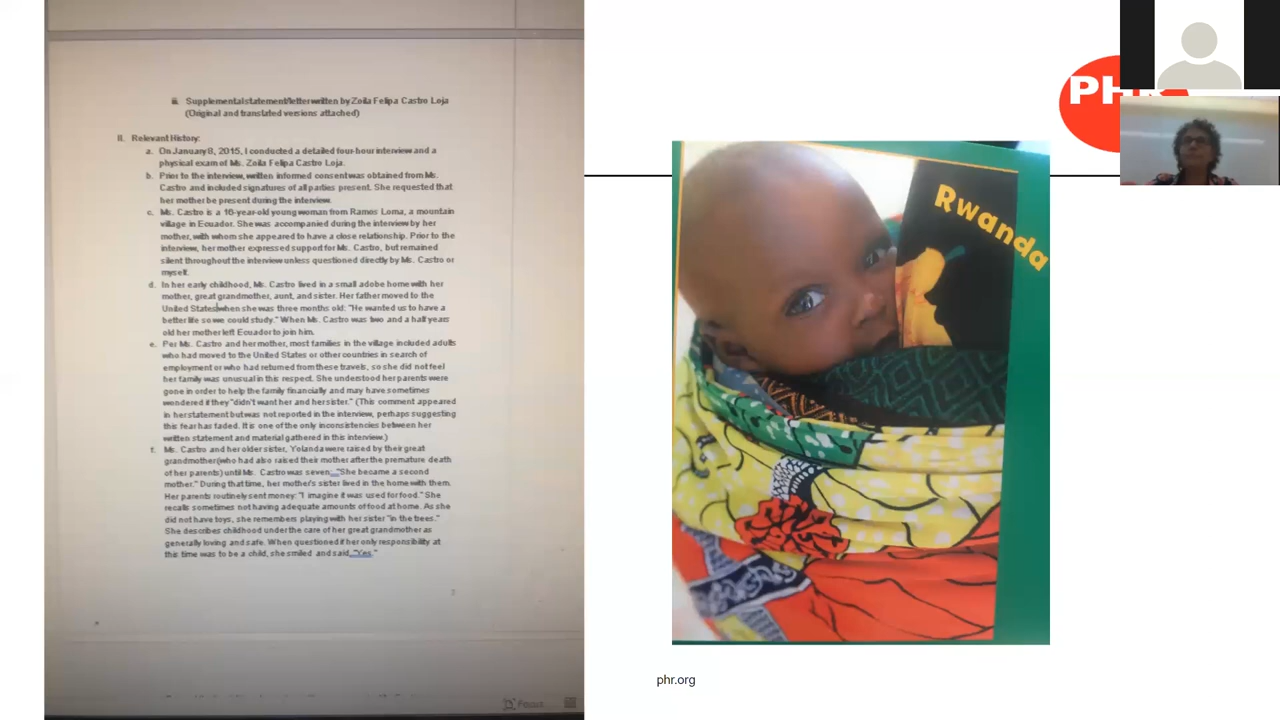 iii. Supplemental statement/letter written by Zoila Felipa Castro Loja
(Original and translated versions attached)
II. Relevant History:
a. On January 8, 2015, I conducted a detailed four-hour interview and a
physical exam of Ms. Zoila Felipa Castro Loja.
b. Prior to the interview, written informed consent was obtained from Ms.
Castro and included signatures of all parties present. She requested that
her mother be present during the interview.
c. Ms. Castro is a 16-year-old young woman from Ramos Loma, a mountain
village in Ecuador. She was accompanied during the interview by her
mother, with whom she appeared to have a close relationship. Prior to the
interview, her mother expressed support for Ms. Castro, but remained
silent throughout the interview unless questioned directly by Ms. Castro or
myself.
d. In her early childhood, Ms. Castro lived in a small adobe home with her
mother, great grandmother, aunt, and sister. Her father moved to the
United States when she was three months old: "He wanted us to have a
better life so we could study." When Ms. Castro was two and a half years
old her mother left Ecuador to join him.
e. Per Ms. Castro and her mother, most families in the village included adults
who had moved to the United States or other countries in search of
employment or who had returned from these travels, so she did not feel
her family was unusual in this respect. She understood her parents were
gone in order to help the family financially and may have sometimes
wondered if they "didn't want her and her sister." (This comment appeared
in her statement but was not reported in the interview, perhaps suggesting
this fear has faded. It is one of the only inconsistencies between her
written statement and material gathered in this interview.)
f. Ms. Castro and her older sister, Yolanda were raised by their great
grandmother (who had also raised their mother after the premature death
of her parents) until Ms. Castro was seven: "She became a second
mother." During that time, her mother's sister lived in the home with them.
Her parents routinely sent money: "I imagine it was used for food." She
recalls sometimes not having adequate amounts of food at home. As she
did not have toys, she remembers playing with her sister "in the trees."
She describes childhood under the care of her great grandmother as
generally loving and safe. When questioned if her only responsibility at
this time was to be a child, she smiled and said, "Yes."
Focus
Rwanda
PHR
phr.org